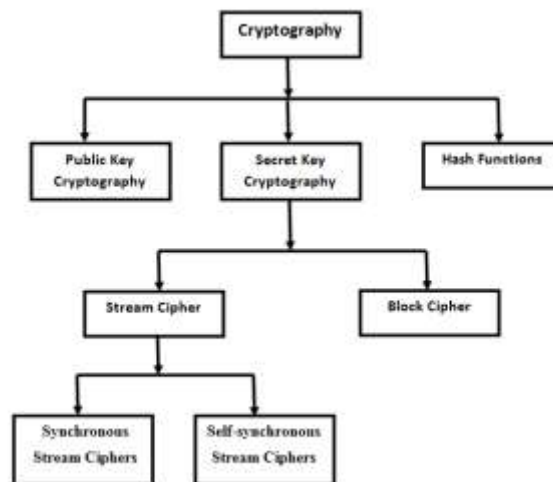 Cryptography
Public Key
Cryptography
Secret Key
Cryptography
Hash Functions
Stream Cipher
Block Cipher
Synchronous
Stream Ciphers
Self-synchronous
Stream Ciphers